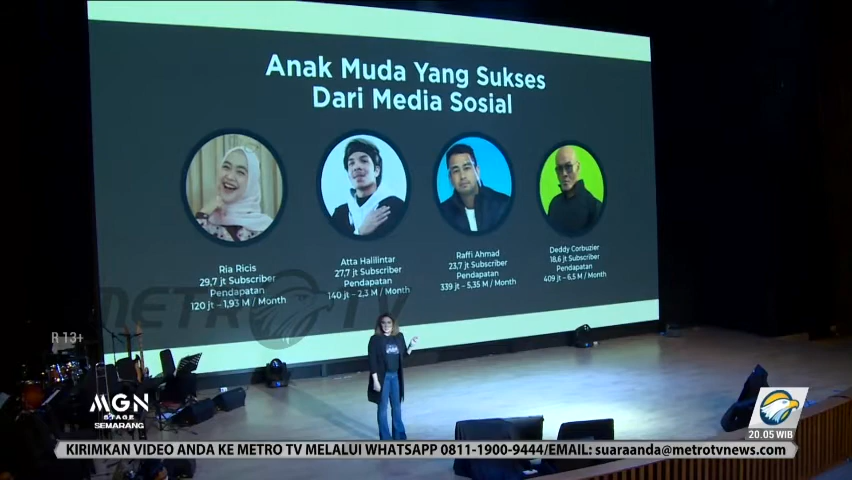 Anak Muda Yang Sukses
Dari Media Sosial
Ria Ricis
29,7 jt Subscriber
Pendapatan
120 jt – 1,93 M / Month
Atta Halilintar
27,7 jt Subscriber
Pendapatan
140 jt – 2,3 M / Month
Raffi Ahmad
23,7 jt Subscriber
Pendapatan
339 jt – 5,35 M / Month
Deddy Corbuzier
18,6 jt Subscriber
Pendapatan
409 jt – 6,5 M / Month
METRO TV
R 13+
MGN
STAGE
SEMARANG
20.05 WIB
KIRIMKAN VIDEO ANDA KE METRO TV MELALUI WHATSAPP 0811-1900-9444/EMAIL: suaraanda@metrotvnews.com